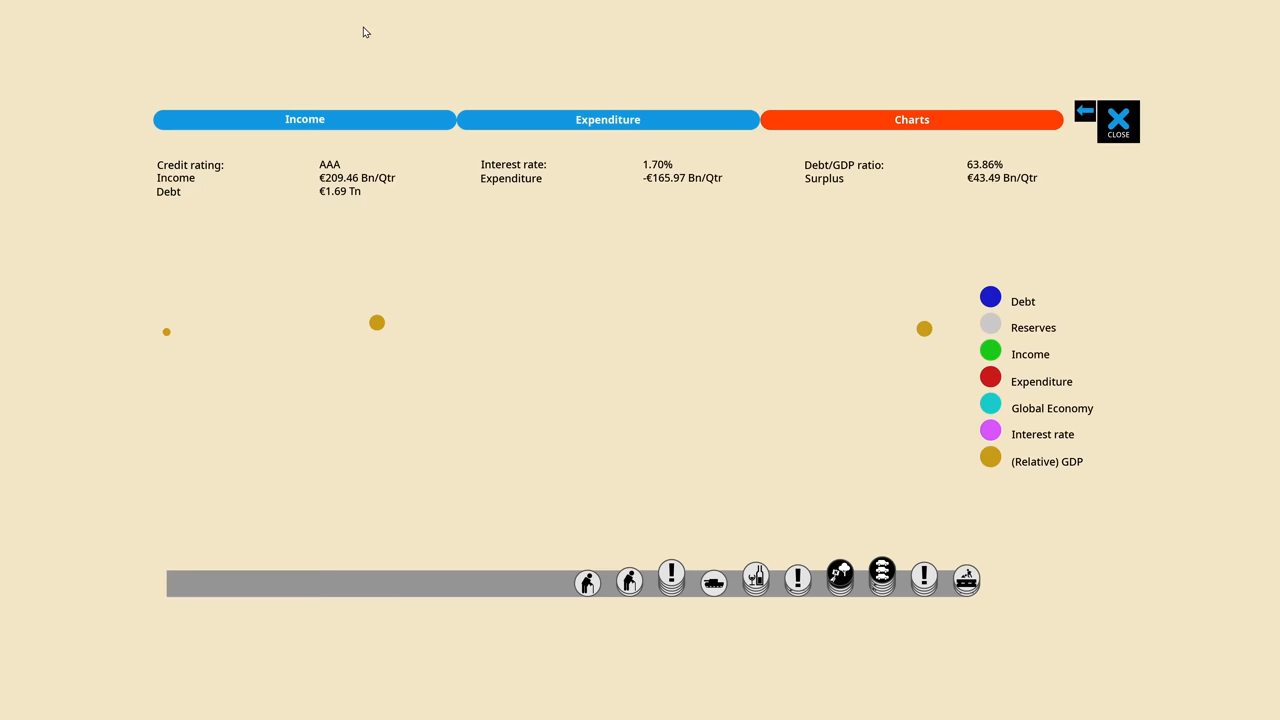 Income Expenditure Charts
CLOSE
Credit rating: AAA Interest rate: 1.70% Debt/GDP ratio: 63.86%
Income €209.46 Bn/Qtr Expenditure -€165.97 Bn/Qtr Surplus €43.49 Bn/Qtr
Debt €1.69 Tn
Debt
Reserves
Income
Expenditure
Global Economy
Interest rate
(Relative) GDP